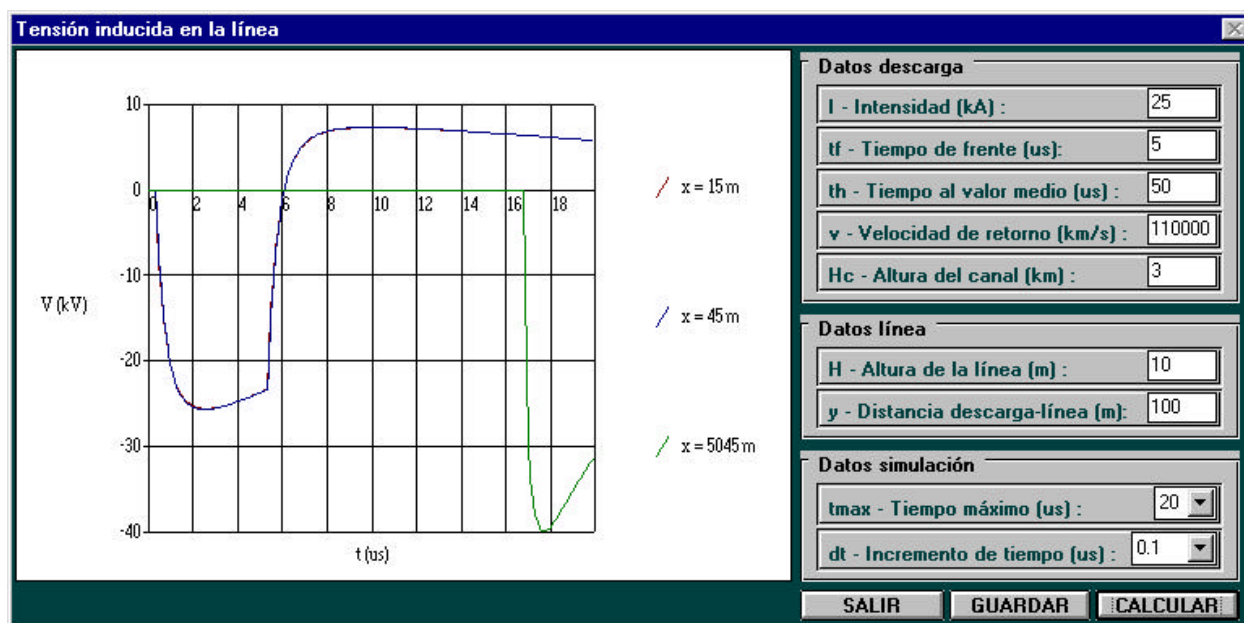 Tensión inducida en la línea
10
0
-10
-20
-30
-40
V (kV)
0 2 4 6 8 10 12 14 16 18
t (us)
x = 15 m
x = 45 m
x = 5045 m
Datos descarga
I - Intensidad (kA) : 25
tf - Tiempo de frente (us): 5
th - Tiempo al valor medio (us) : 50
v - Velocidad de retorno (km/s) : 110000
Hc - Altura del canal (km) : 3
Datos línea
H - Altura de la línea (m) : 10
y - Distancia descarga-línea (m): 100
Datos simulación
tmax - Tiempo máximo (us) : 20
dt - Incremento de tiempo (us) : 0.1
SALIR GUARDAR CALCULAR